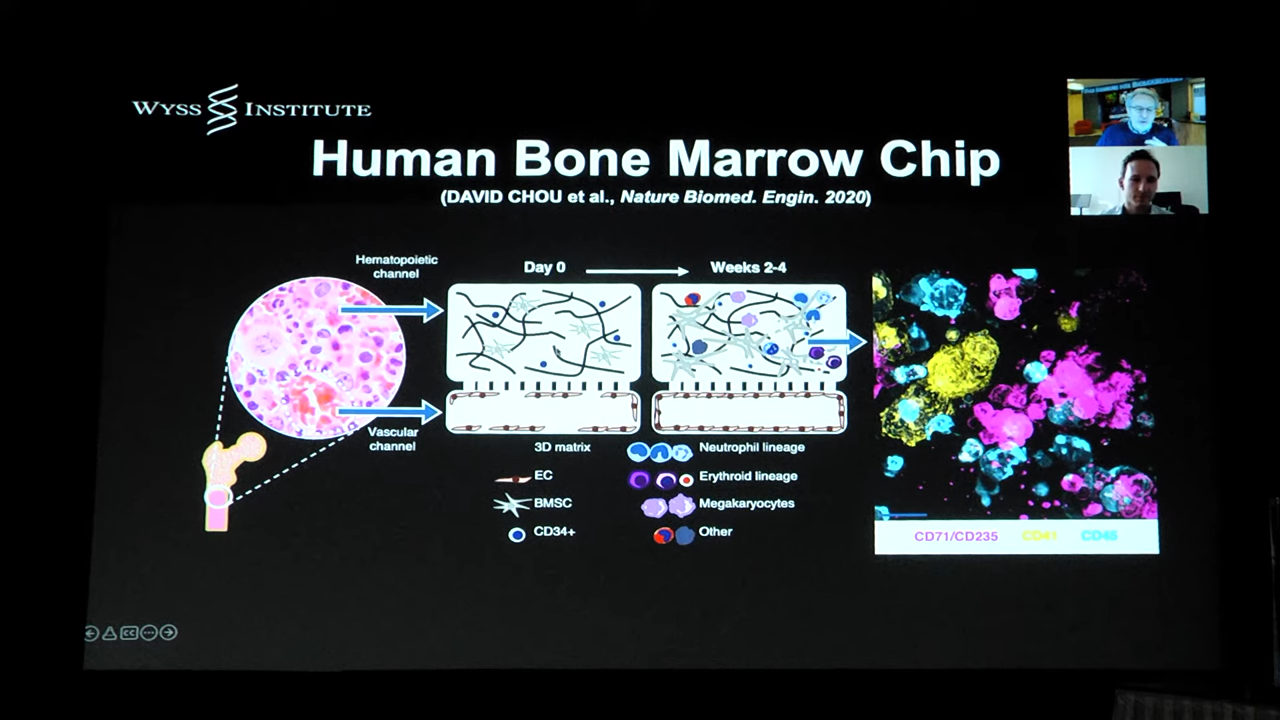 WYSS INSTITUTE
Human Bone Marrow Chip
(DAVID CHOU et al., Nature Biomed. Engin. 2020)
Hematopoietic
channel
Day 0
Weeks 2-4
Vascular
channel
3D matrix
EC
BMSC
CD34+
Neutrophil lineage
Erythroid lineage
Megakaryocytes
Other
CD71/CD235 CD41
cc